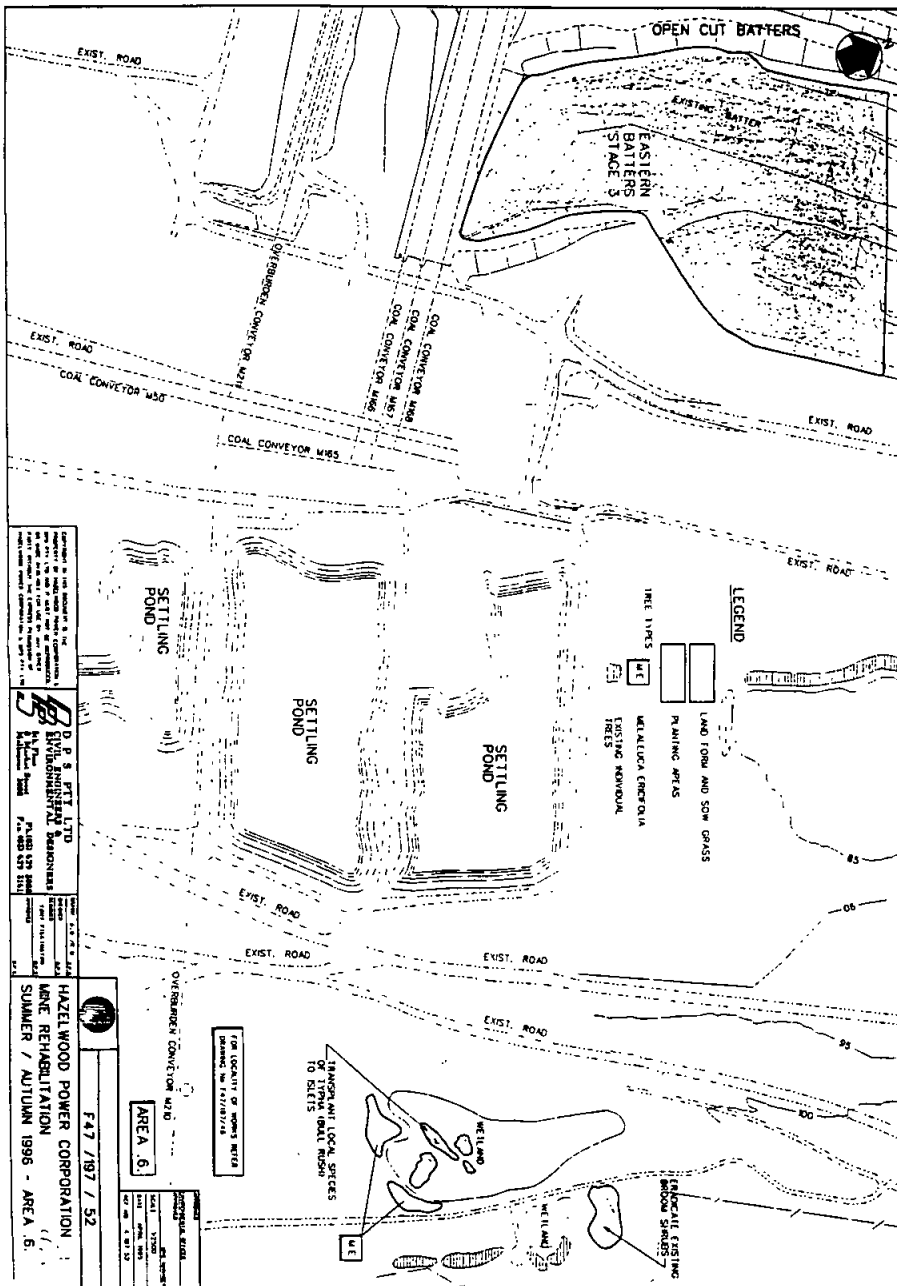 OPEN CUT BATTERS
EXIST. ROAD
EXISTING BATTER
EASTERN
BATTERS
STAGE 3
OVERBURDEN CONVEYOR
COAL CONVEYOR M166
COAL CONVEYOR M167
COAL CONVEYOR M168
EXIST. ROAD
COAL CONVEYOR M50
COAL CONVEYOR M165
EXIST. ROAD
EXIST. ROAD
LEGEND
LAND FORM AND SOW GRASS
PLANTING AREAS
TREE TYPES
M.E
MELALEUCA ERICIFOLIA
EXISTING INDIVIDUAL
TREES
SETTLING
POND
SETTLING
POND
SETTLING
POND
85
90
95
100
EXIST. ROAD
EXIST. ROAD
EXIST. ROAD
EXIST. ROAD
OVERBURDEN CONVEYOR M210
FOR LOCALITY OF WORKS REFER
TRANSPLANT LOCAL SPECIES
OF TYPHA (BULL RUSH)
TO ISLETS
WETLAND
WETLAND
ERADICATE EXISTING
BROOM SHRUBS
M.E
AREA .6
D P S PTY LTD
CIVIL ENGINEERS &
ENVIRONMENTAL DESIGNERS
F47 /197 / 52
HAZELWOOD POWER CORPORATION
MINE REHABILITATION
SUMMER / AUTUMN 1996 - AREA .6.